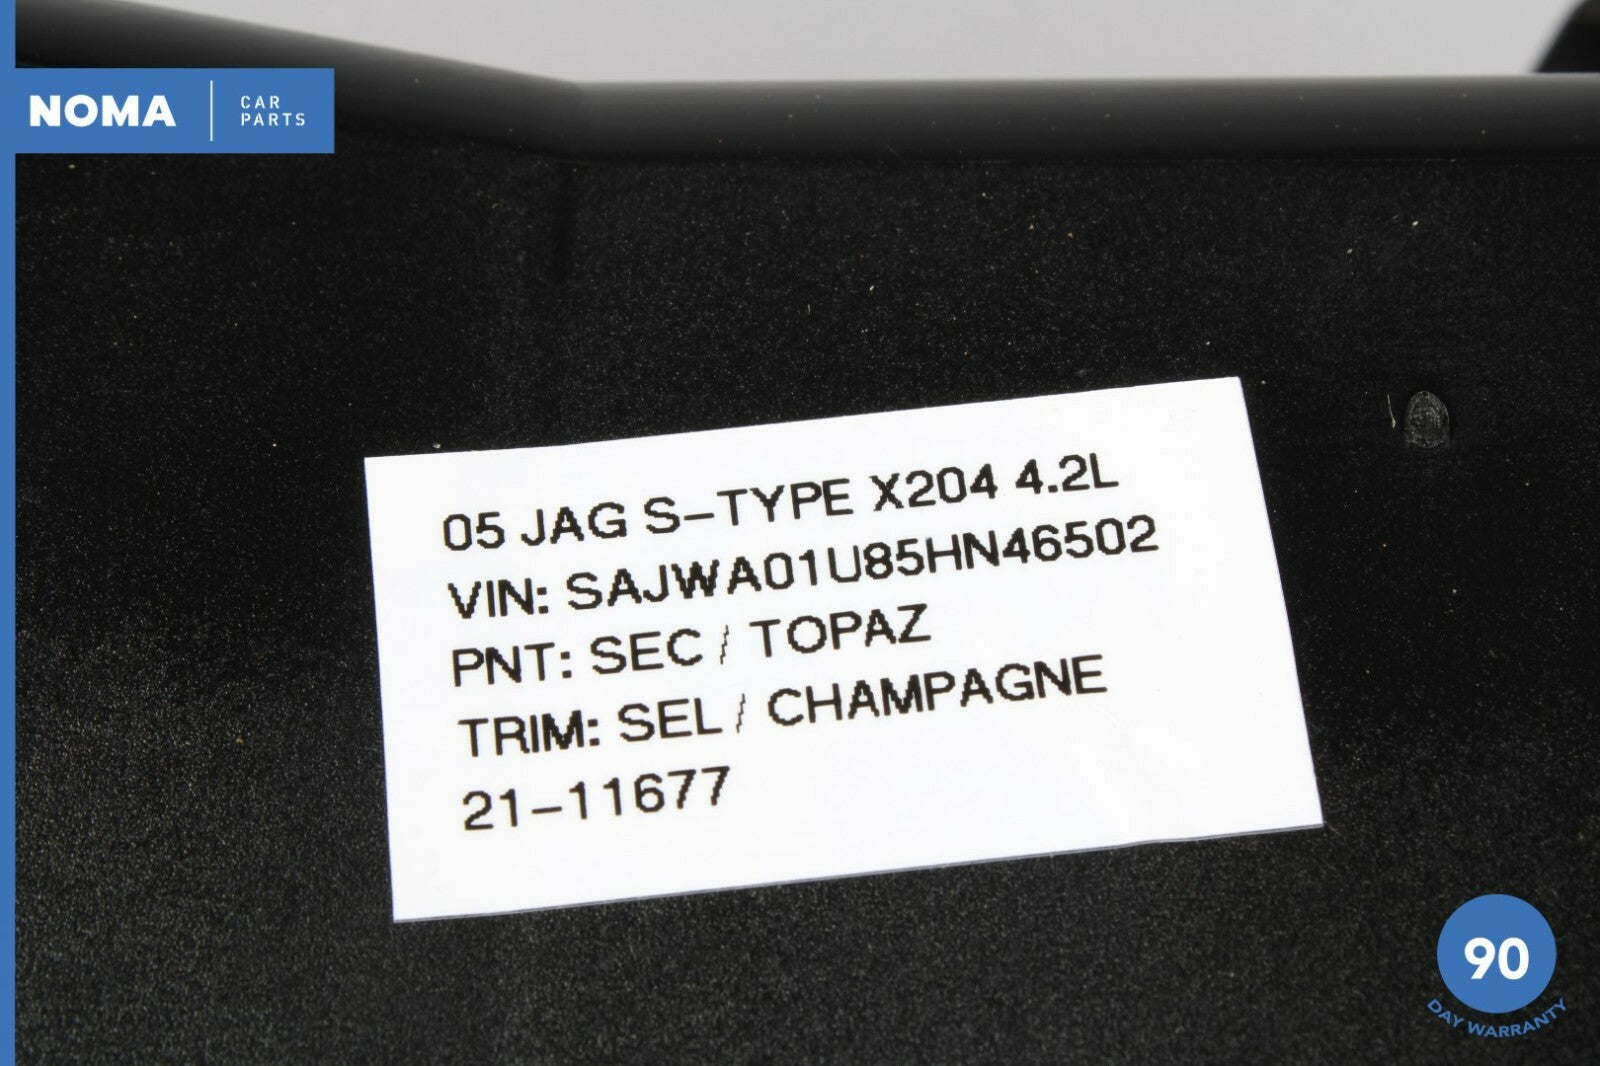 NOMA
CAR
PARTS
05 JAG S-TYPE X204 4.2L
VIN: SAJWA01U85HN46502
PNT: SEC / TOPAZ
TRIM: SEL / CHAMPAGNE
21-11677
90
DAY WARRANTY